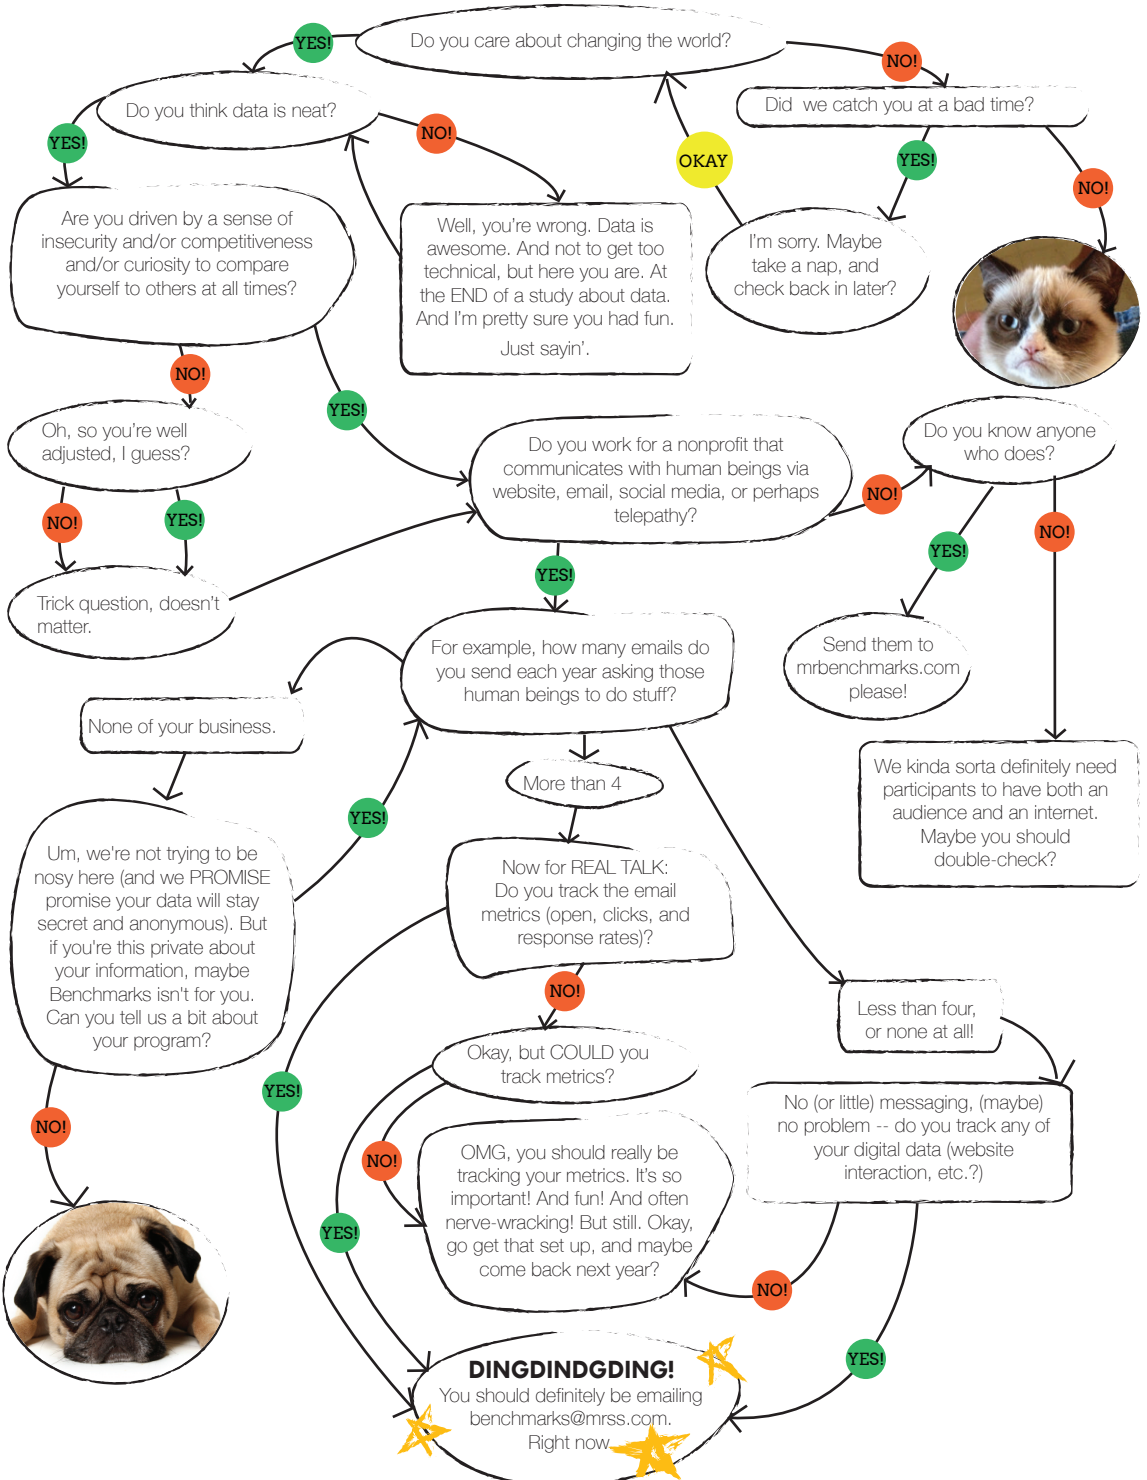 Do you care about changing the world?
YES!
NO!
Do you think data is neat?
Did we catch you at a bad time?
YES!
NO!
OKAY
YES!
NO!
Are you driven by a sense of
insecurity and/or competitiveness
and/or curiosity to compare
yourself to others at all times?
Well, you're wrong. Data is
awesome. And not to get too
technical, but here you are. At
the END of a study about data.
And I'm pretty sure you had fun.
Just sayin'.
I'm sorry. Maybe
take a nap, and
check back in later?
NO!
YES!
Oh, so you're well
adjusted, I guess?
Do you work for a nonprofit that
communicates with human beings via
website, email, social media, or perhaps
telepathy?
NO!
Do you know anyone
who does?
NO!
YES!
YES!
YES!
NO!
Trick question, doesn't
matter.
For example, how many emails do
you send each year asking those
human beings to do stuff?
Send them to
mrbenchmarks.com
please!
None of your business.
More than 4
We kinda sorta definitely need
participants to have both an
audience and an internet.
Maybe you should
double-check?
YES!
Um, we're not trying to be
nosy here (and we PROMISE
promise your data will stay
secret and anonymous). But
if you're this private about
your information, maybe
Benchmarks isn't for you.
Can you tell us a bit about
your program?
Now for REAL TALK:
Do you track the email
metrics (open, clicks, and
response rates)?
NO!
Less than four,
or none at all!
Okay, but COULD you
track metrics?
YES!
NO!
No (or little) messaging, (maybe)
no problem -- do you track any of
your digital data (website
interaction, etc.?)
NO!
OMG, you should really be
tracking your metrics. It's so
important! And fun! And often
nerve-wracking! But still. Okay,
go get that set up, and maybe
come back next year?
YES!
NO!
YES!
DINGDINDGDING!
You should definitely be emailing
benchmarks@mrss.com.
Right now